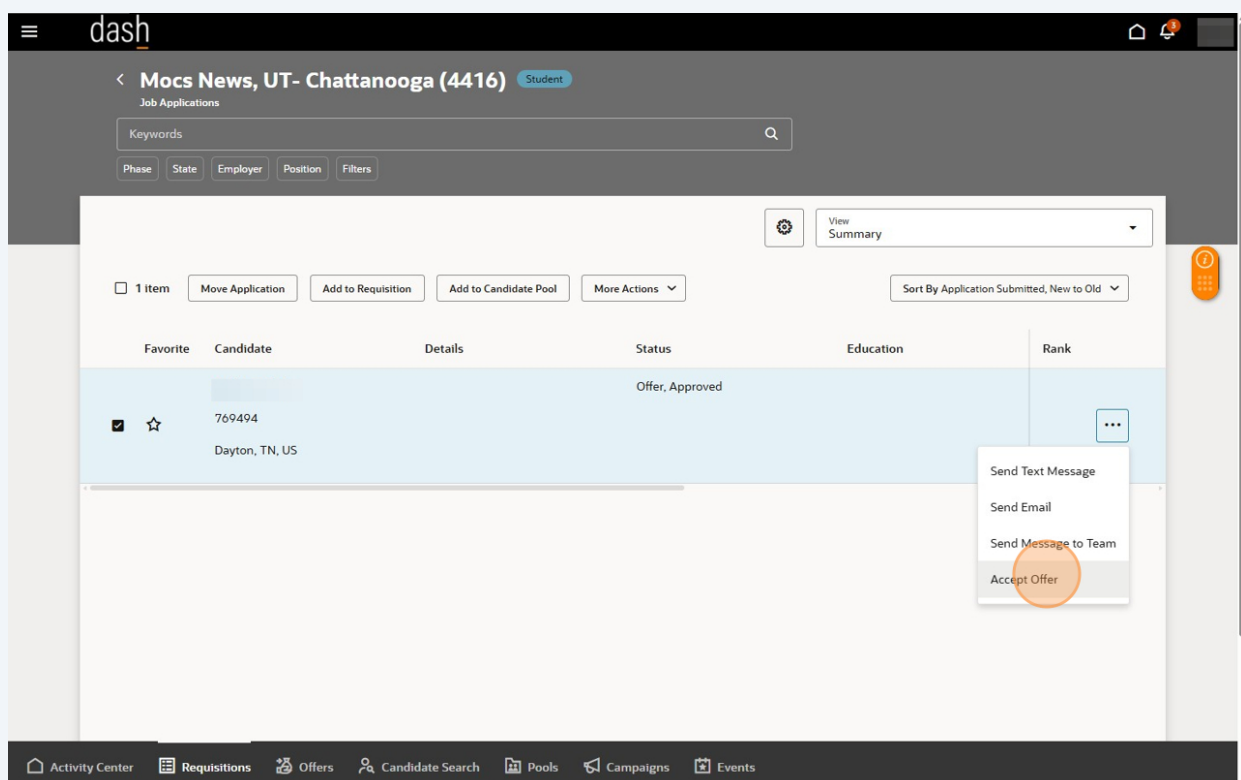 dash
3
Mocs News, UT- Chattanooga (4416) Student
Job Applications
Keywords
Phase State Employer Position Filters
View
Summary
1 item Move Application Add to Requisition Add to Candidate Pool More Actions Sort By Application Submitted, New to Old
Favorite Candidate Details Status Education Rank
Offer, Approved
769494
Dayton, TN, US
Send Text Message
Send Email
Send Message to Team
Accept Offer
Activity Center Requisitions Offers Candidate Search Pools Campaigns Events